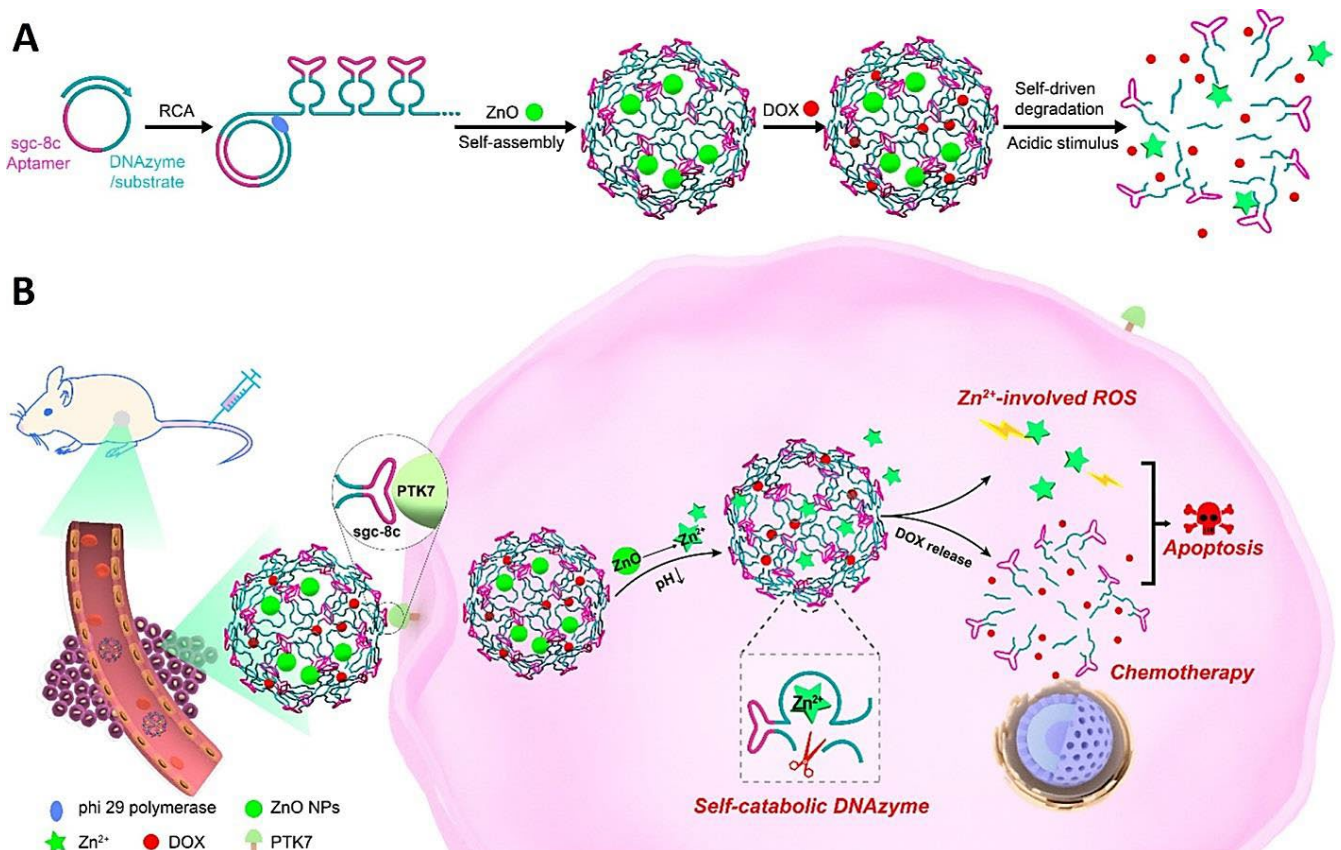 A
sgc-8c
Aptamer
DNAzyme
/substrate
RCA
ZnO
Self-assembly
DOX
Self-driven
degradation
Acidic stimulus
B
PTK7
sgc-8c
ZnO
Zn²⁺
pH↓
Zn²⁺
Self-catabolic DNAzyme
DOX release
Zn²⁺-involved ROS
Apoptosis
Chemotherapy
phi 29 polymerase
ZnO NPs
Zn²⁺
DOX
PTK7